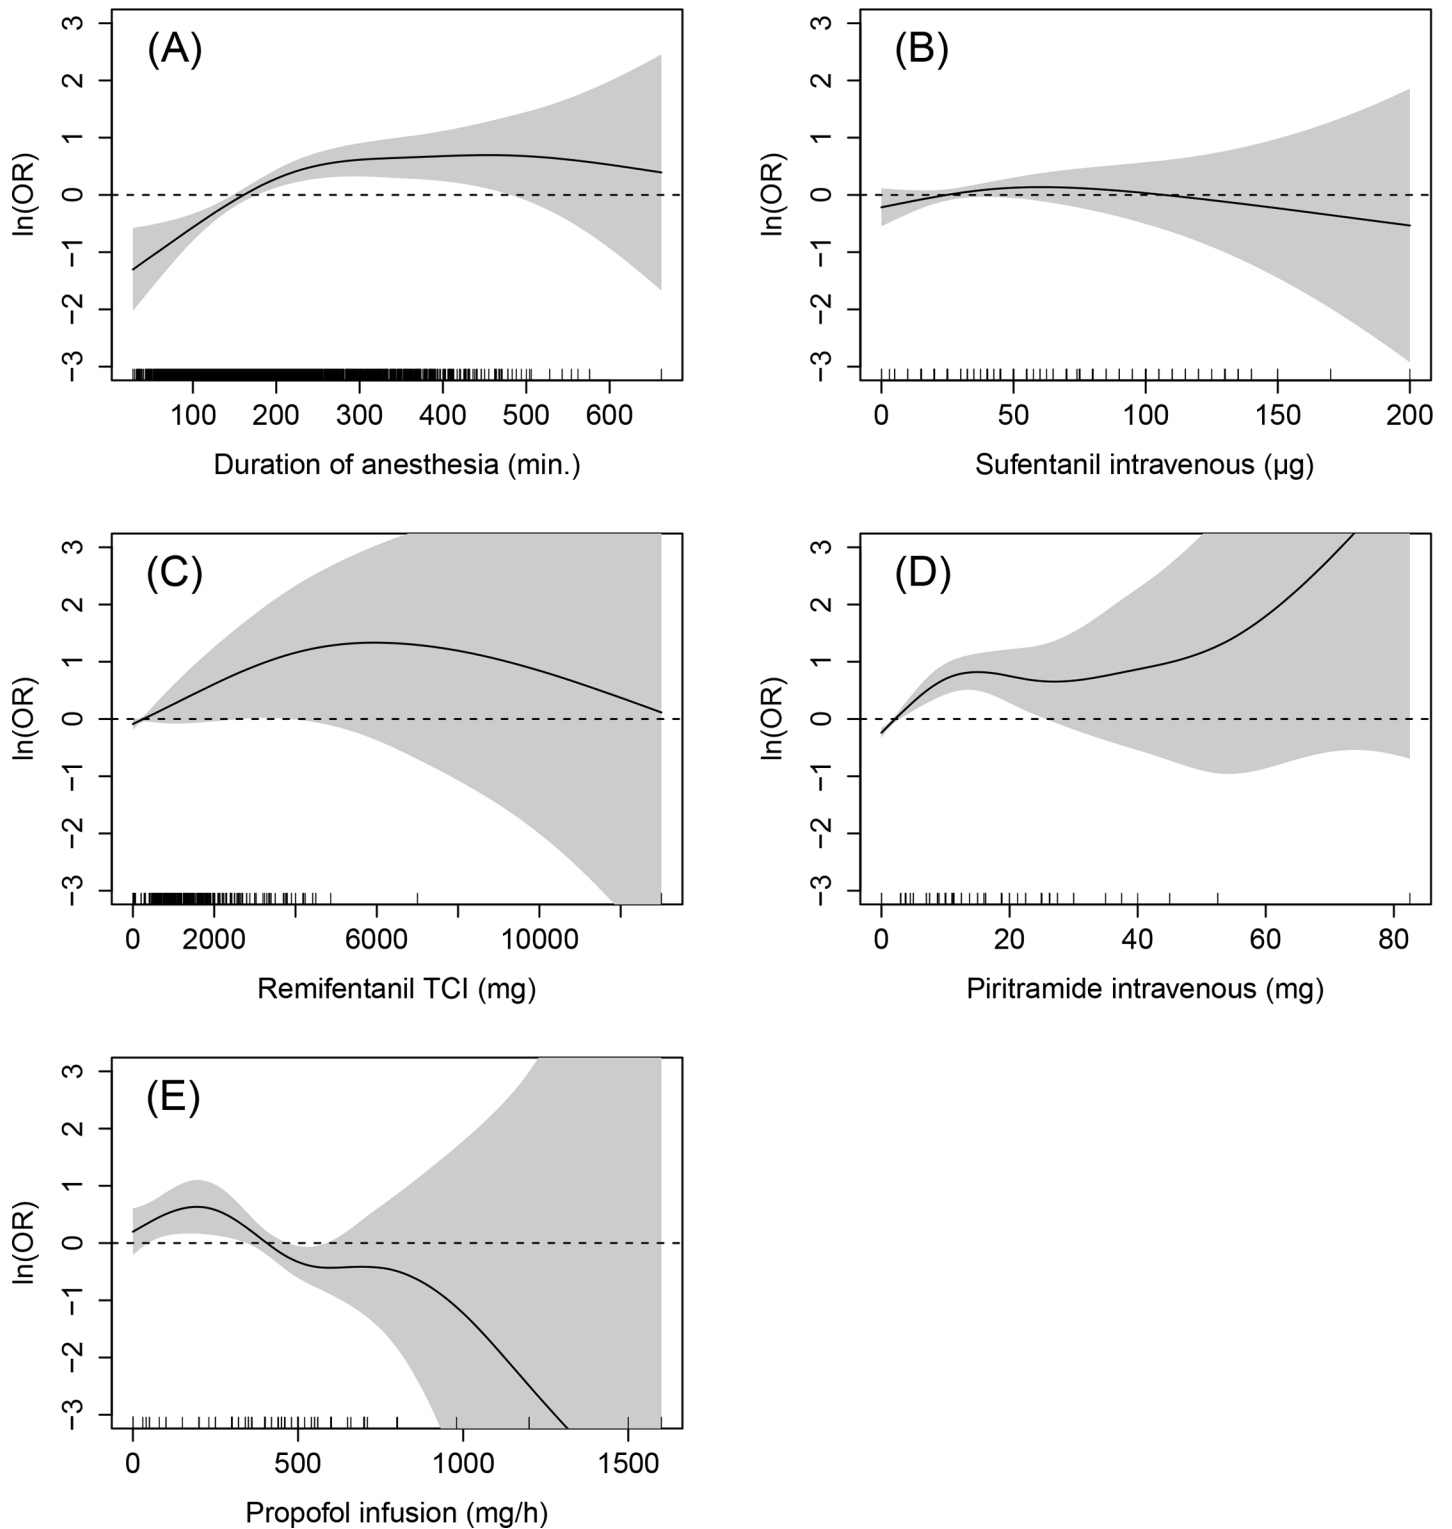 (A)
ln(OR)
3
2
1
0
−1
−2
−3
100 200 300 400 500 600
Duration of anesthesia (min.)
(B)
ln(OR)
3
2
1
0
−1
−2
−3
0 50 100 150 200
Sufentanil intravenous (µg)
(C)
ln(OR)
3
2
1
0
−1
−2
−3
0 2000 6000 10000
Remifentanil TCI (mg)
(D)
ln(OR)
3
2
1
0
−1
−2
−3
0 20 40 60 80
Piritramide intravenous (mg)
(E)
ln(OR)
3
2
1
0
−1
−2
−3
0 500 1000 1500
Propofol infusion (mg/h)